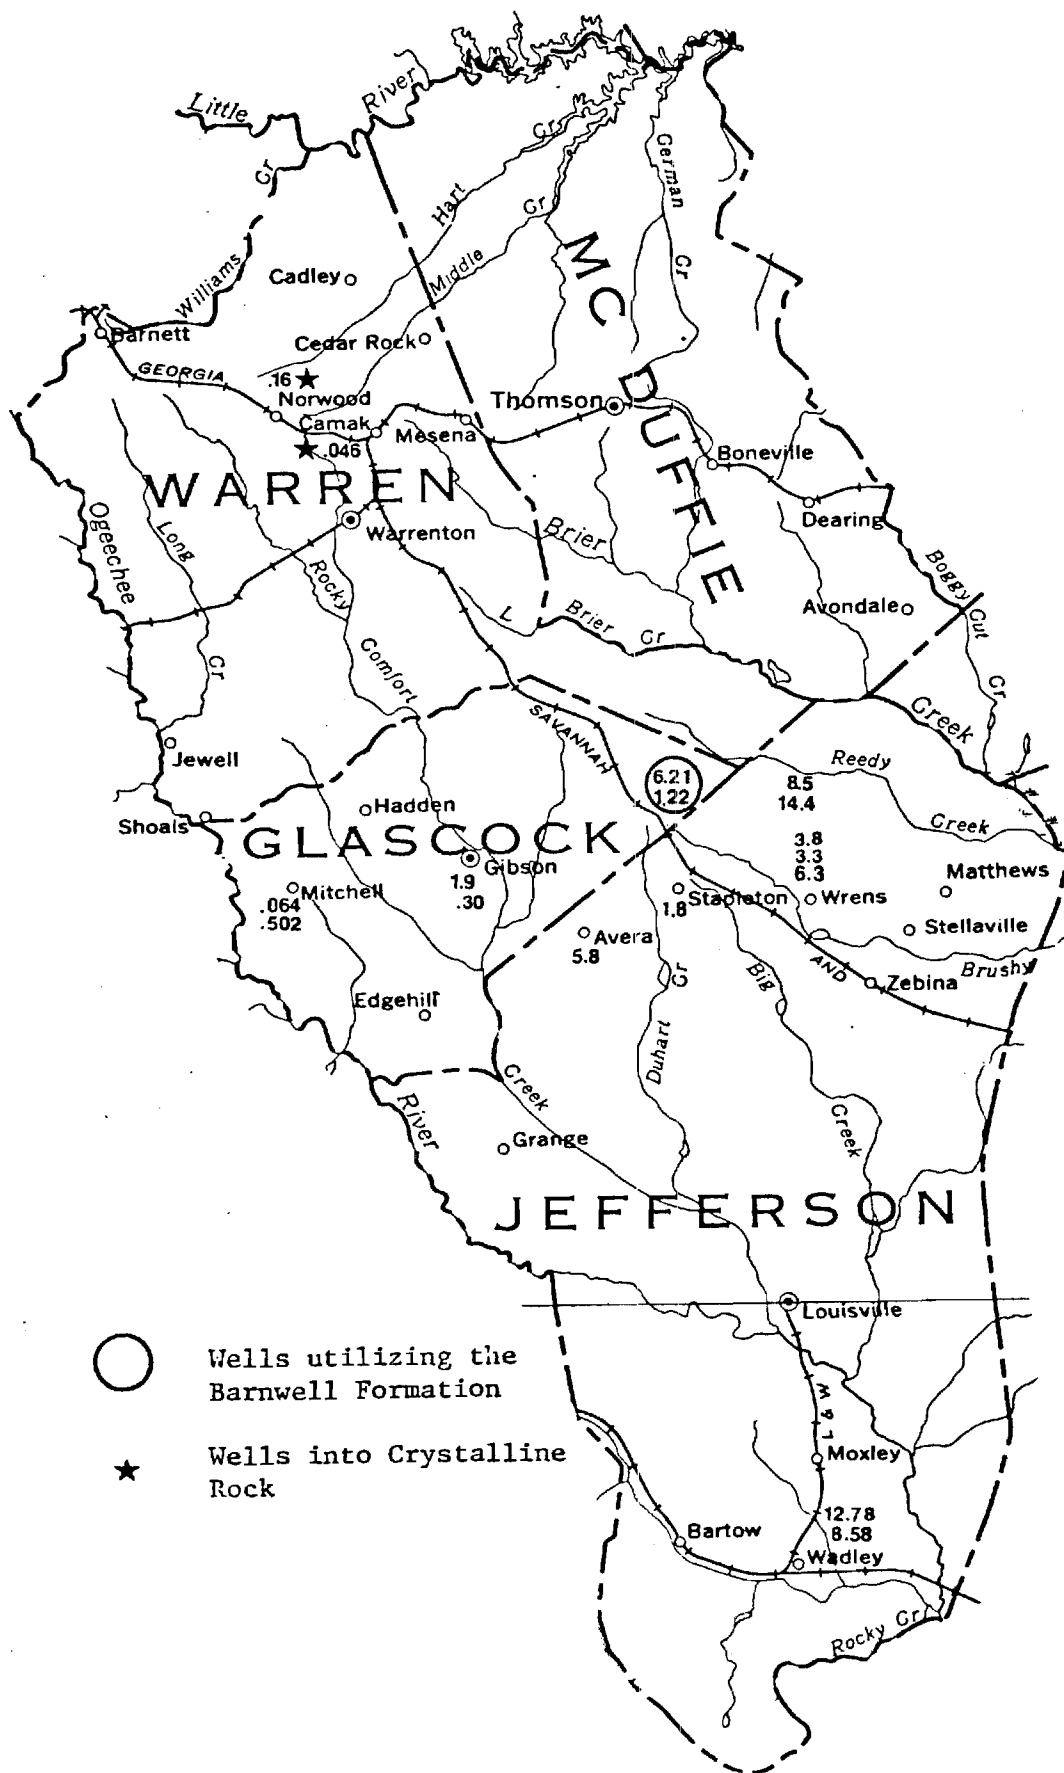 Little
River
Cr
Cr
German
Hart
Cr
Williams
Middle
Cr
Cadley
MC DUFFIE
Barnett
Cedar Rock
GEORGIA
.16
Norwood
Thomson
Camak
Mesena
.046
Boneville
WARREN
Dearing
Ogeechee
Long
Warrenton
Brier
Rocky
Boggy Gut
Cr
L
Brier
Cr
Avondale
Comfort
Cr
Creek
SAVANNAH
Jewell
Reedy
6.21
1.22
8.5
14.4
Hadden
Shoals
Creek
GLASCOCK
3.8
3.3
6.3
Gibson
Matthews
1.9
.30
Mitchell
.064
.502
Stapleton
1.8
Wrens
Avera
5.8
Stellaville
Cr
Big
AND
Brushy
Zebina
Edgehill
Duhart
Creek
River
Creek
Grange
JEFFERSON
Louisville
Wells utilizing the
Barnwell Formation
L & W
Wells into Crystalline
Rock
Moxley
12.78
8.58
Bartow
Wadley
Rocky Cr